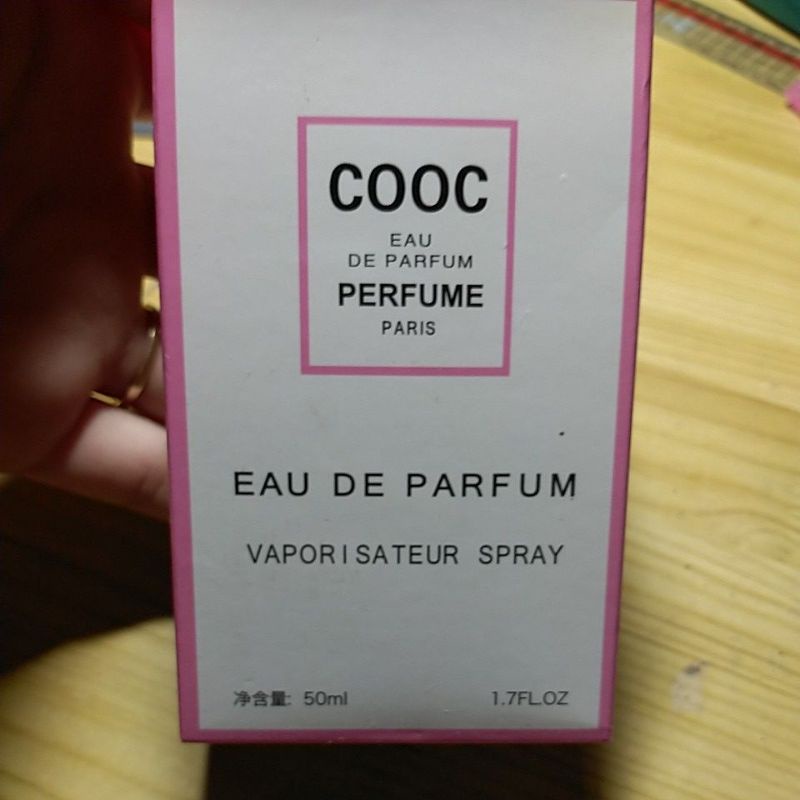 COOC
EAU
DE PARFUM
PERFUME
PARIS
EAU DE PARFUM
VAPORISATEUR SPRAY
净含量: 50ml 1.7FL.OZ